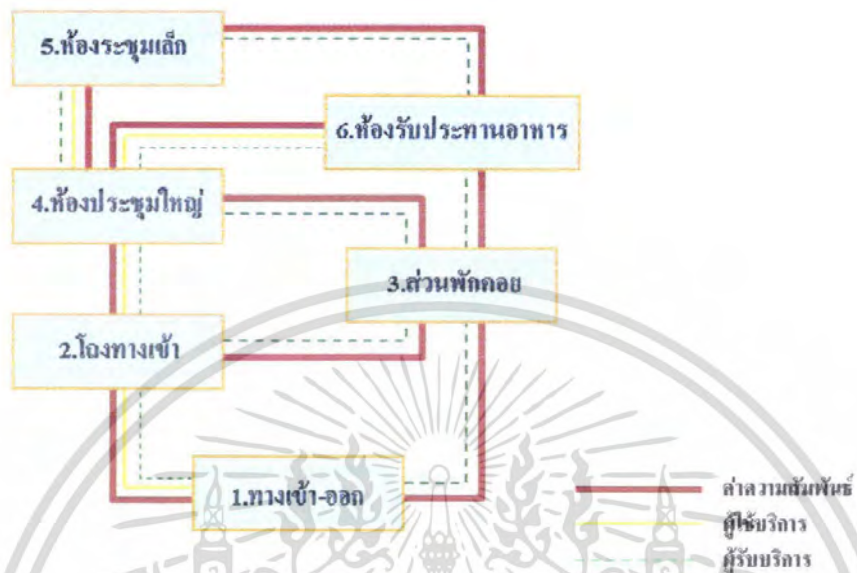 5.ห้องระชุมเล็ก
6.ห้องรับประทานอาหาร
4.ห้องประชุมใหญ่
3.ส่วนพักคอย
2.โถงทางเข้า
1.ทางเข้า-ออก
ค่าความสัมพันธ์
ผู้ใช้บริการ
ผู้รับบริการ